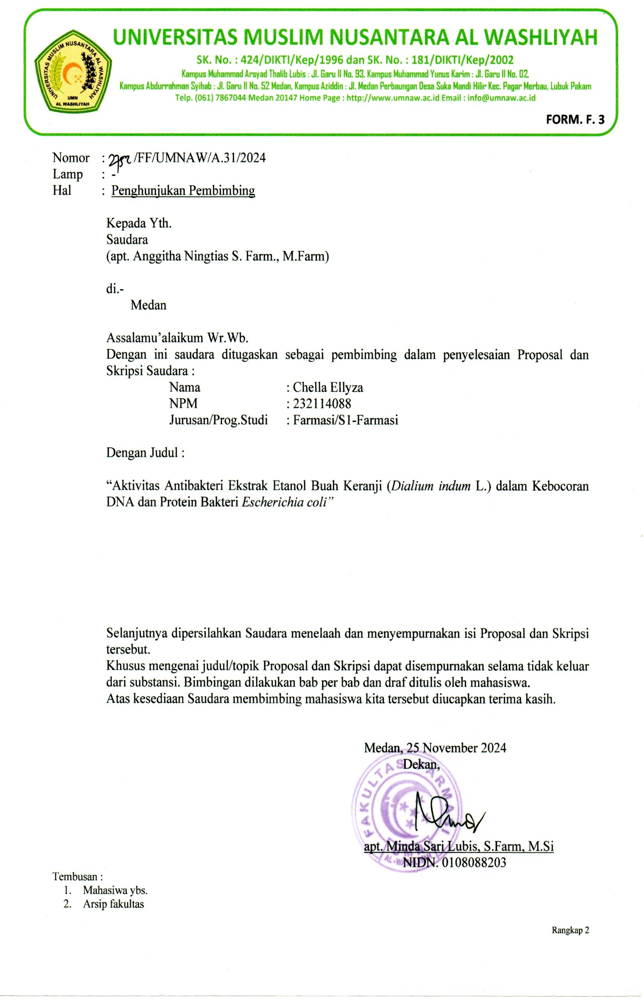 UNIVERSITAS MUSLIM NUSANTARA AL WASHLIYAH
UMN
AL WASHLIYAH
UNIVERSITAS MUSLIM NUSANTARA AL WASHLIYAH
SK. No. : 424/DIKTI/Kep/1996 dan SK. No. : 181/DIKTI/Kep/2002
Kampus Muhammad Arsyad Thalib Lubis : Jl. Garu II No. 93, Kampus Muhammad Yunus Karim : Jl. Garu II No. 02,
Kampus Abdurrahman Syihab : Jl. Garu II No. 52 Medan, Kampus Aziddin : Jl. Medan Perbaungan Desa Suka Mandi Hilir Kec. Pagar Merbau, Lubuk Pakam
Telp. (061) 7867044 Medan 20147 Home Page : http://www.umnaw.ac.id Email : info@umnaw.ac.id
FORM. F. 3
Nomor : /FF/UMNAW/A.31/2024
Lamp : -
Hal : Penghunjukan Pembimbing
Kepada Yth.
Saudara
(apt. Anggitha Ningtias S. Farm., M.Farm)
di.-
Medan
Assalamu’alaikum Wr.Wb.
Dengan ini saudara ditugaskan sebagai pembimbing dalam penyelesaian Proposal dan
Skripsi Saudara :
Nama : Chella Ellyza
NPM : 232114088
Jurusan/Prog.Studi : Farmasi/S1-Farmasi
Dengan Judul :
“Aktivitas Antibakteri Ekstrak Etanol Buah Keranji (Dialium indum L.) dalam Kebocoran
DNA dan Protein Bakteri Escherichia coli”
Selanjutnya dipersilahkan Saudara menelaah dan menyempurnakan isi Proposal dan Skripsi
tersebut.
Khusus mengenai judul/topik Proposal dan Skripsi dapat disempurnakan selama tidak keluar
dari substansi. Bimbingan dilakukan bab per bab dan draf ditulis oleh mahasiswa.
Atas kesediaan Saudara membimbing mahasiswa kita tersebut diucapkan terima kasih.
Medan, 25 November 2024
Dekan,
FAKULTAS FARMASI
UMN
AL-WASHLIYAH
apt. Minda Sari Lubis, S.Farm, M.Si
NIDN. 0108088203
Tembusan :
1. Mahasiwa ybs.
2. Arsip fakultas
Rangkap 2